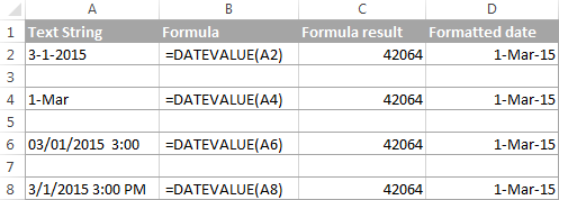 A B C D
1 Text String Formula Formula result Formatted date
2 3-1-2015 =DATEVALUE(A2) 42064 1-Mar-15
3
4 1-Mar =DATEVALUE(A4) 42064 1-Mar-15
5
6 03/01/2015  3:00 =DATEVALUE(A6) 42064 1-Mar-15
7
8 3/1/2015 3:00 PM =DATEVALUE(A8) 42064 1-Mar-15